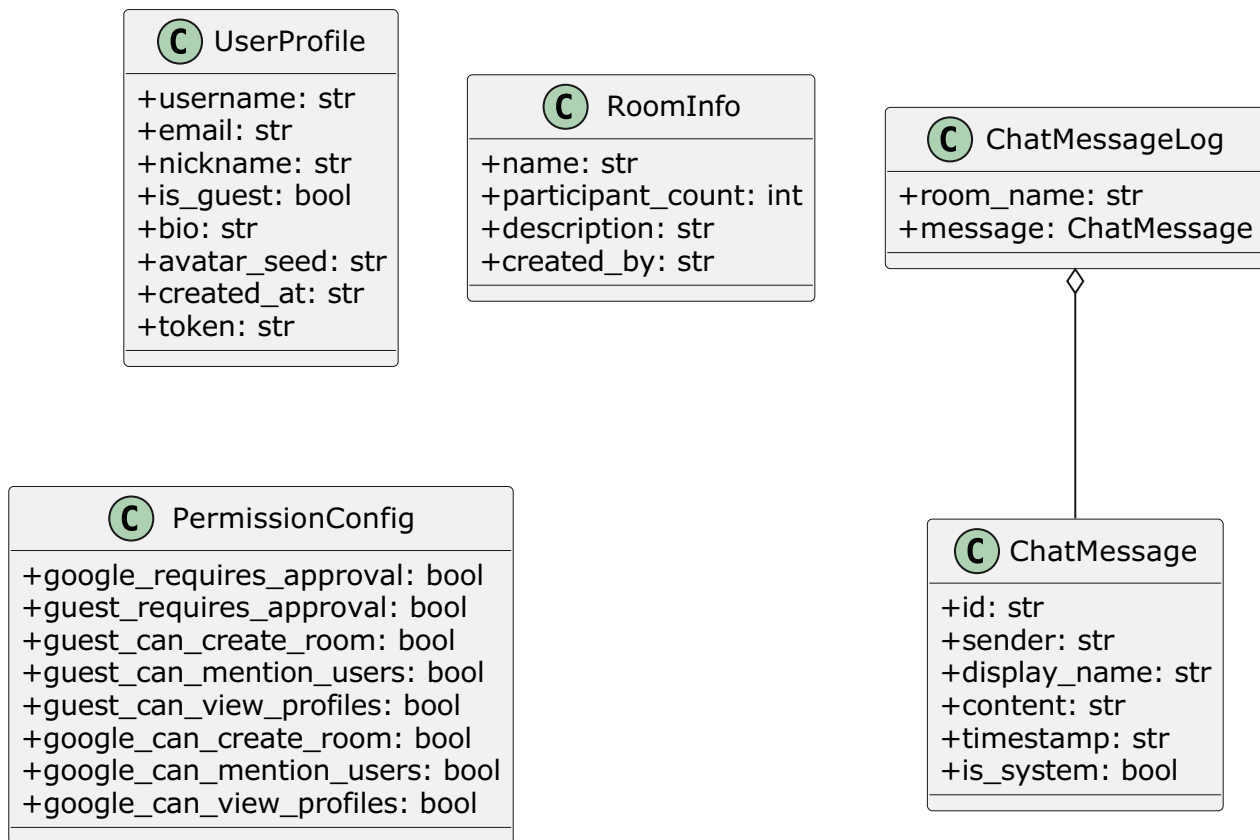 C UserProfile
+username: str
+email: str
+nickname: str
+is_guest: bool
+bio: str
+avatar_seed: str
+created_at: str
+token: str
C RoomInfo
+name: str
+participant_count: int
+description: str
+created_by: str
C ChatMessageLog
+room_name: str
+message: ChatMessage
C PermissionConfig
+google_requires_approval: bool
+guest_requires_approval: bool
+guest_can_create_room: bool
+guest_can_mention_users: bool
+guest_can_view_profiles: bool
+google_can_create_room: bool
+google_can_mention_users: bool
+google_can_view_profiles: bool
C ChatMessage
+id: str
+sender: str
+display_name: str
+content: str
+timestamp: str
+is_system: bool